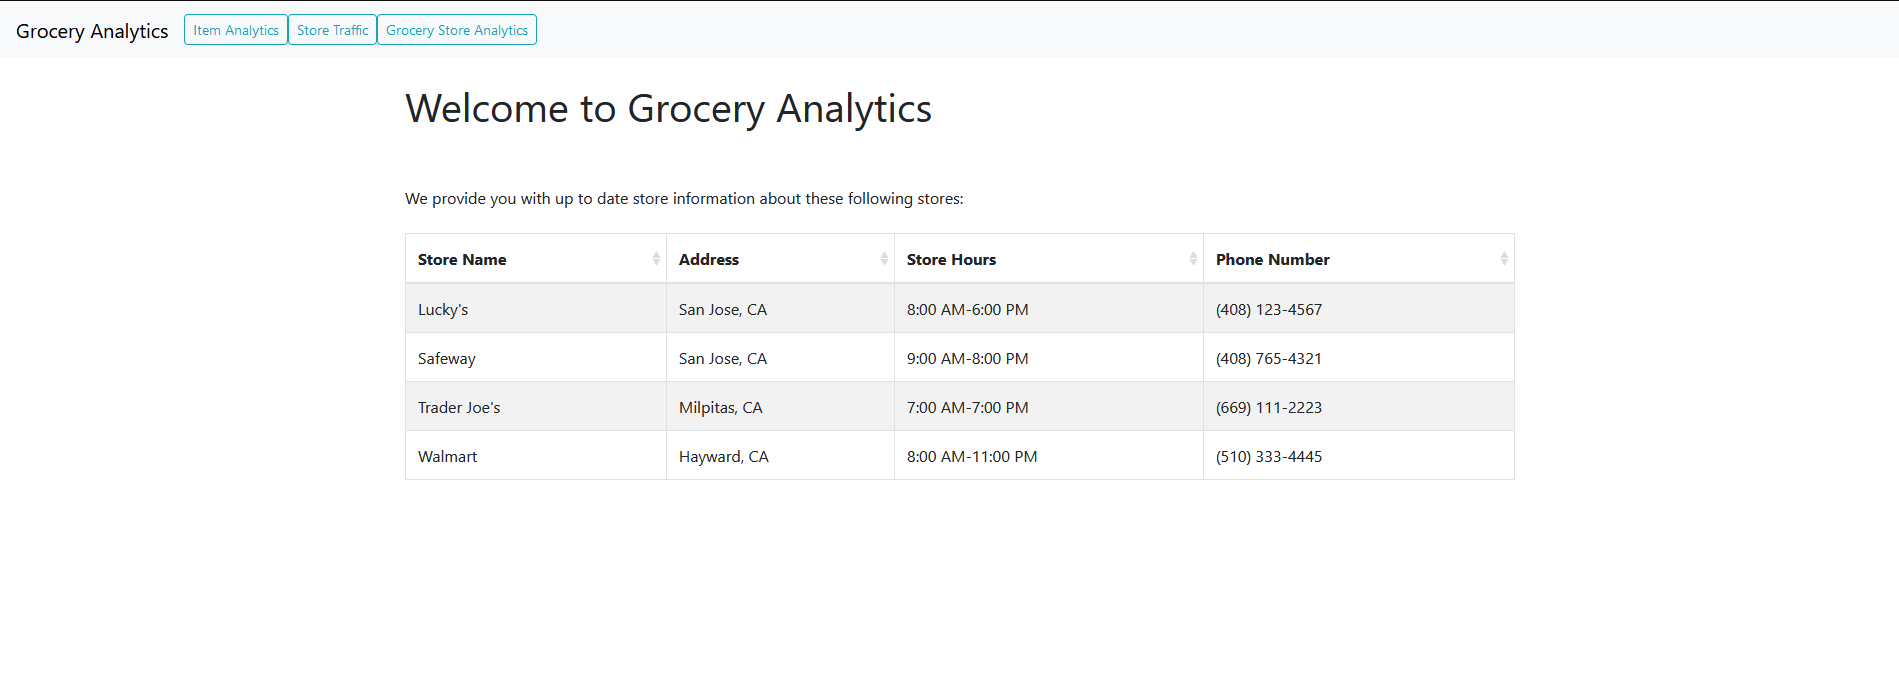 Grocery Analytics Item Analytics Store Traffic Grocery Store Analytics
Welcome to Grocery Analytics
We provide you with up to date store information about these following stores:
Store Name Address Store Hours Phone Number
Lucky's San Jose, CA 8:00 AM-6:00 PM (408) 123-4567
Safeway San Jose, CA 9:00 AM-8:00 PM (408) 765-4321
Trader Joe's Milpitas, CA 7:00 AM-7:00 PM (669) 111-2223
Walmart Hayward, CA 8:00 AM-11:00 PM (510) 333-4445